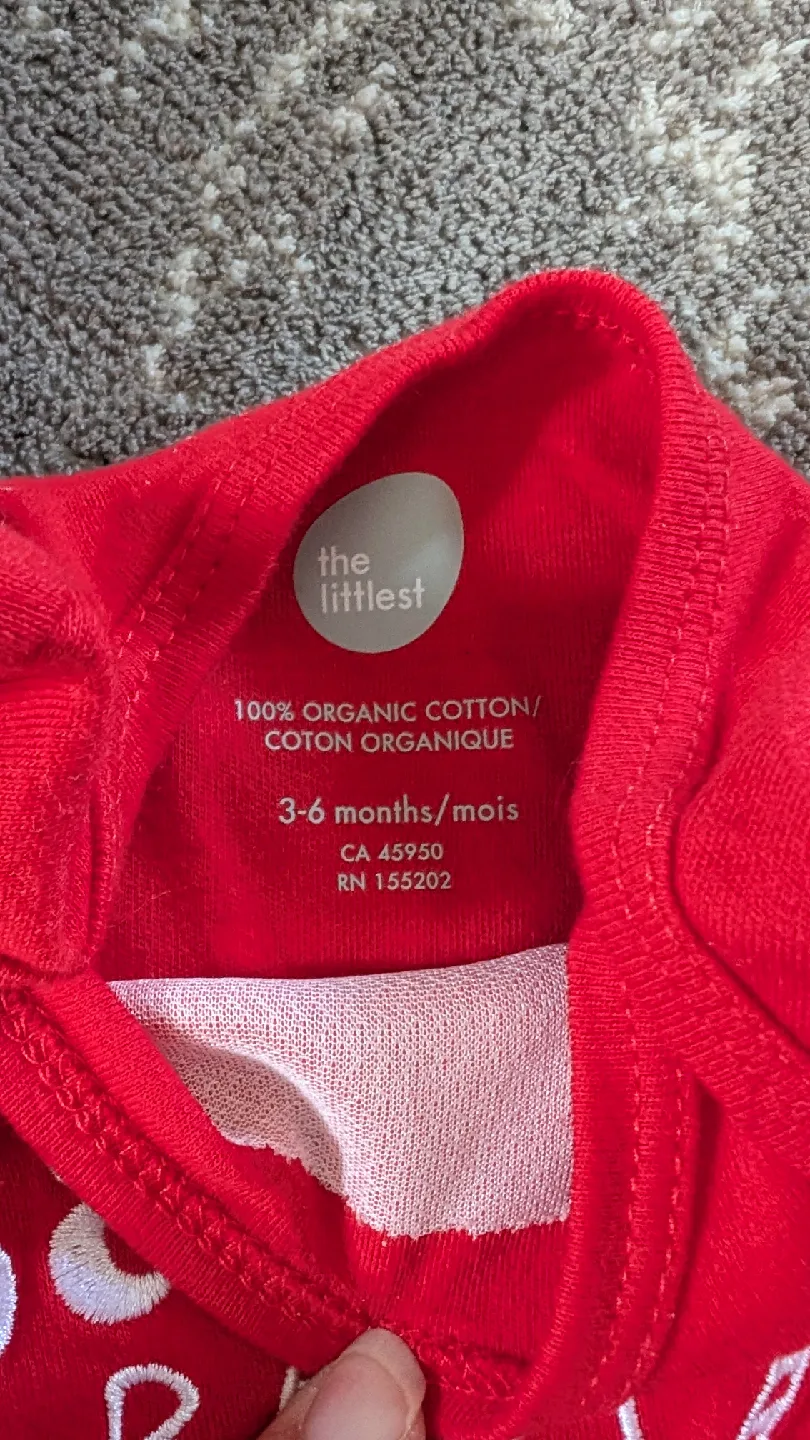 the
littlest
100% ORGANIC COTTON/
COTON ORGANIQUE
3-6 months/mois
CA 45950
RN 155202